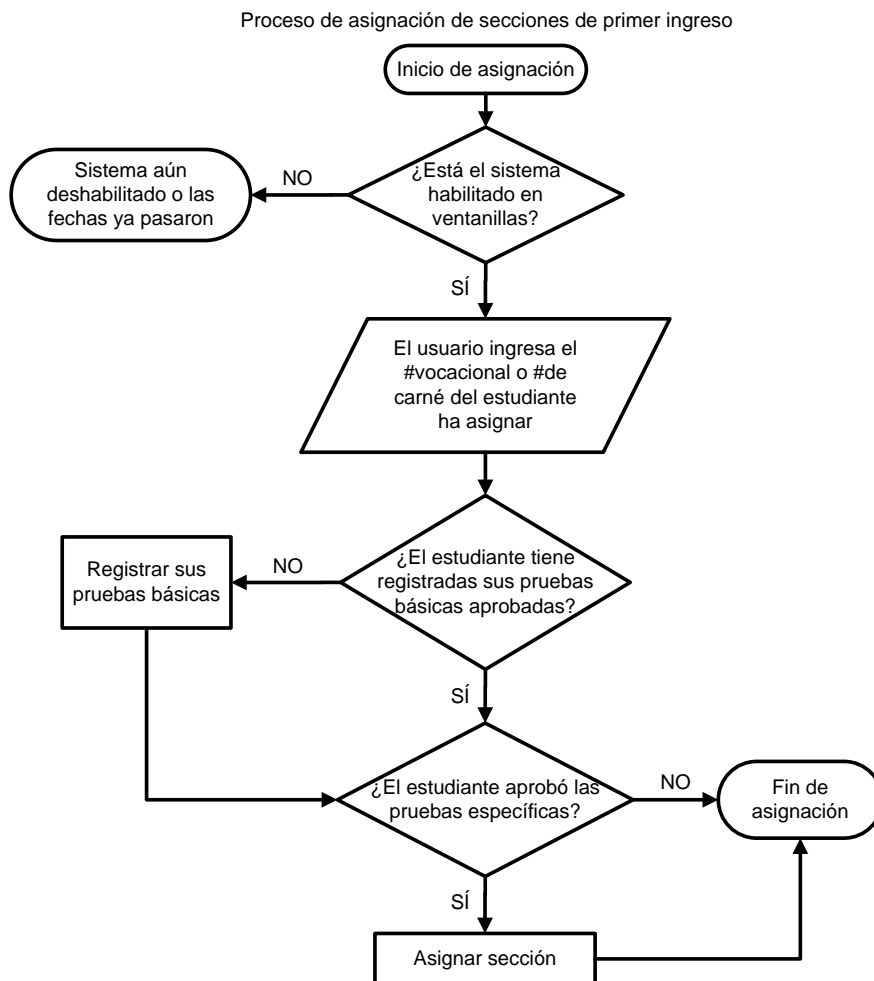 Proceso de asignación de secciones de primer ingreso
Inicio de asignación
¿Está el sistema
habilitado en
ventanillas?
NO
Sistema aún
deshabilitado o las
fechas ya pasaron
SÍ
El usuario ingresa el
#vocacional o #de
carné del estudiante
ha asignar
¿El estudiante tiene
registradas sus pruebas
básicas aprobadas?
NO
Registrar sus
pruebas básicas
SÍ
¿El estudiante aprobó las
pruebas específicas?
NO
Fin de
asignación
SÍ
Asignar sección